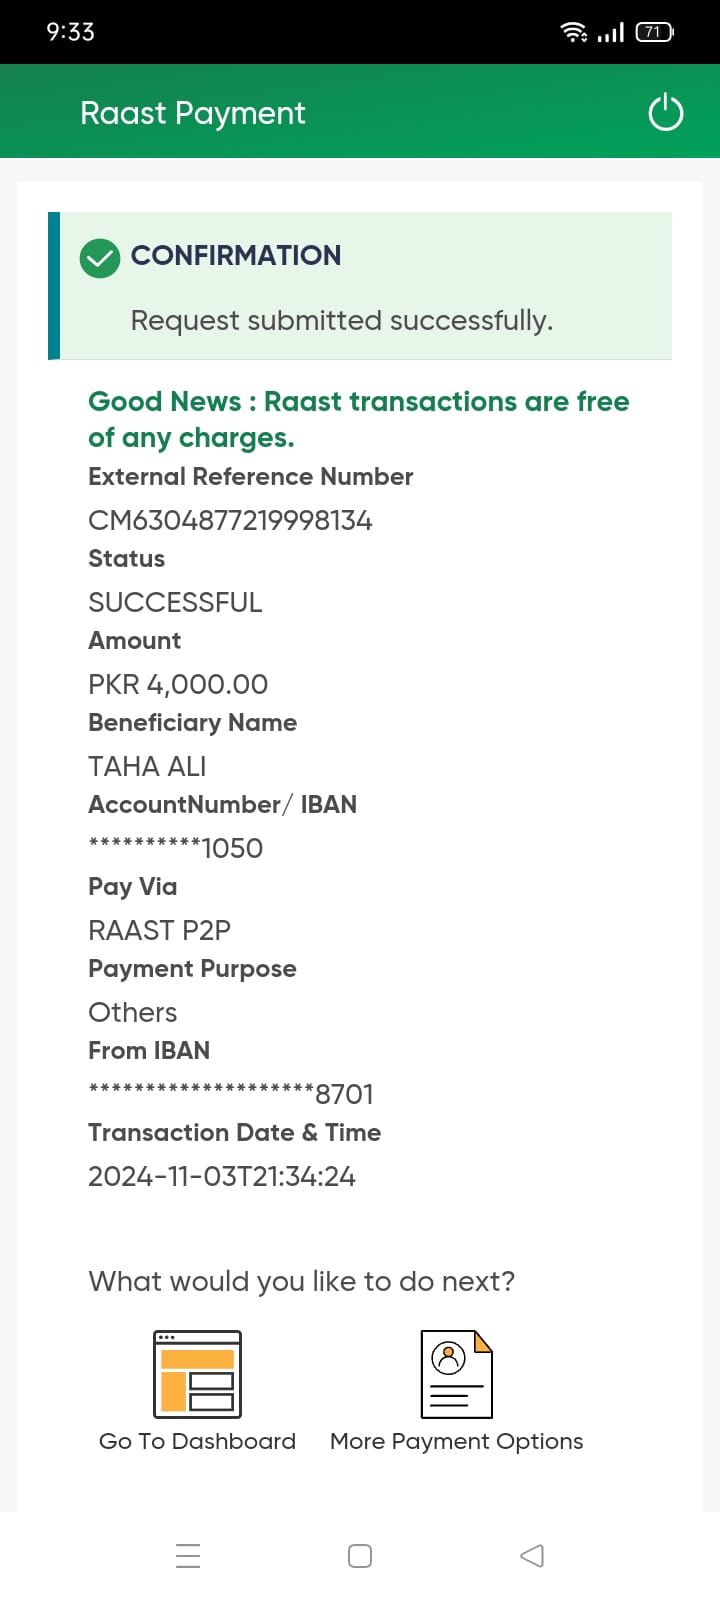 9:33
71
Raast Payment
CONFIRMATION
Request submitted successfully.
Good News : Raast transactions are free
of any charges.
External Reference Number
CM6304877219998134
Status
SUCCESSFUL
Amount
PKR 4,000.00
Beneficiary Name
TAHA ALI
AccountNumber/ IBAN
**********1050
Pay Via
RAAST P2P
Payment Purpose
Others
From IBAN
********************8701
Transaction Date & Time
2024-11-03T21:34:24
What would you like to do next?
Go To Dashboard
More Payment Options